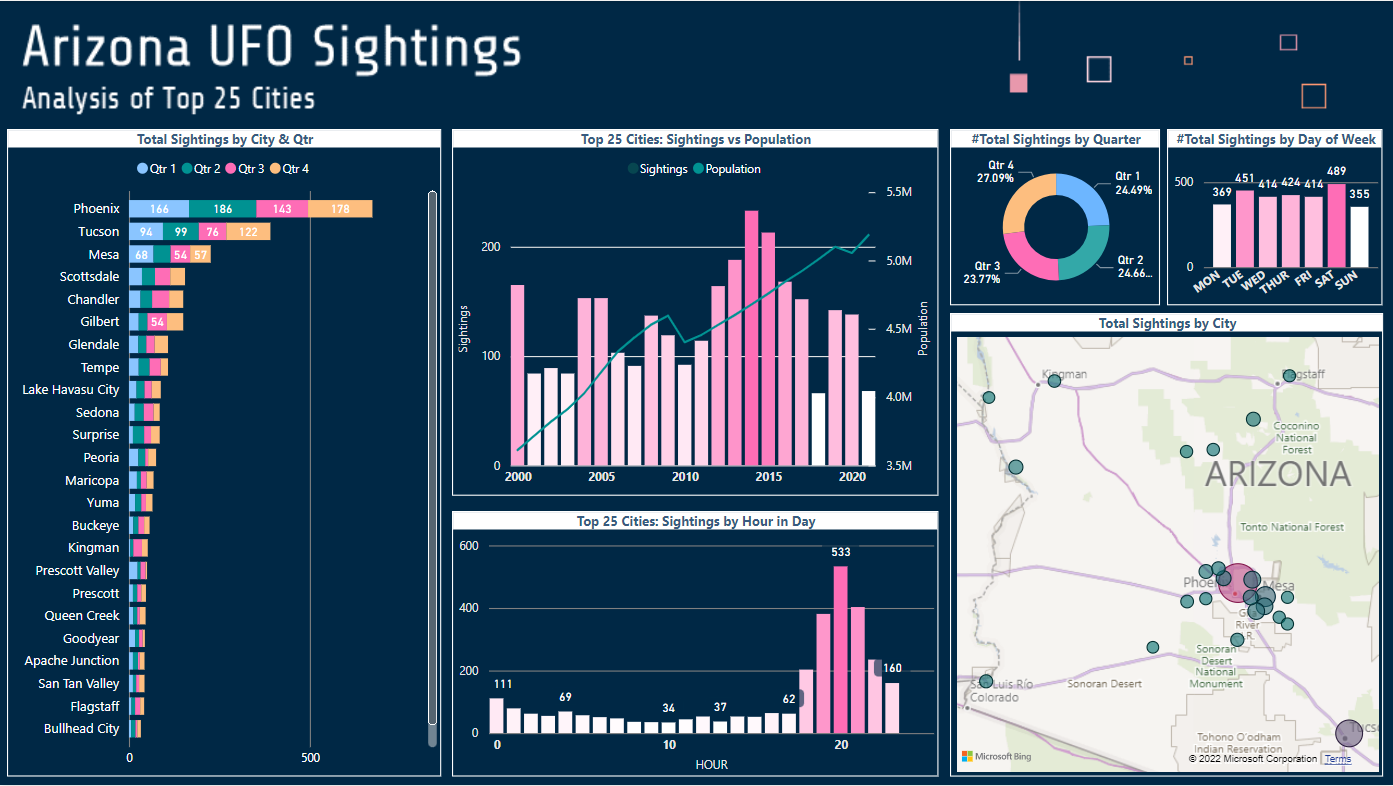 Arizona UFO Sightings
Analysis of Top 25 Cities
Total Sightings by City & Qtr
Qtr 1 Qtr 2 Qtr 3 Qtr 4
Phoenix 166 186 143 178
Tucson 94 99 76 122
Mesa 68 54 57
Scottsdale
Chandler
Gilbert 54
Glendale
Tempe
Lake Havasu City
Sedona
Surprise
Peoria
Maricopa
Yuma
Buckeye
Kingman
Prescott Valley
Prescott
Queen Creek
Goodyear
Apache Junction
San Tan Valley
Flagstaff
Bullhead City
0 500
Top 25 Cities: Sightings vs Population
Sightings Population
5.5M
200
5.0M
4.5M
100
4.0M
0 3.5M
Sightings
Population
2000 2005 2010 2015 2020
Top 25 Cities: Sightings by Hour in Day
600
533
400
200
160
111
69
34
37
62
0
0 10 20
HOUR
#Total Sightings by Quarter
Qtr 4
27.09%
Qtr 1
24.49%
Qtr 3
23.77%
Qtr 2
24.66...
#Total Sightings by Day of Week
500
369 451 414 424 414 489 355
0
MON TUE WED THUR FRI SAT SUN
Total Sightings by City
Kingman
Flagstaff
Coconino
National
Forest
ARIZONA
Tonto National Forest
Phoe
Mesa
River
R.
Sonoran
Desert
National
Monument
Sonoran Desert
San Luis Río
Colorado
Tucso
Tohono O'odham
Indian Reservation
Microsoft Bing
© 2022 Microsoft Corporation Terms